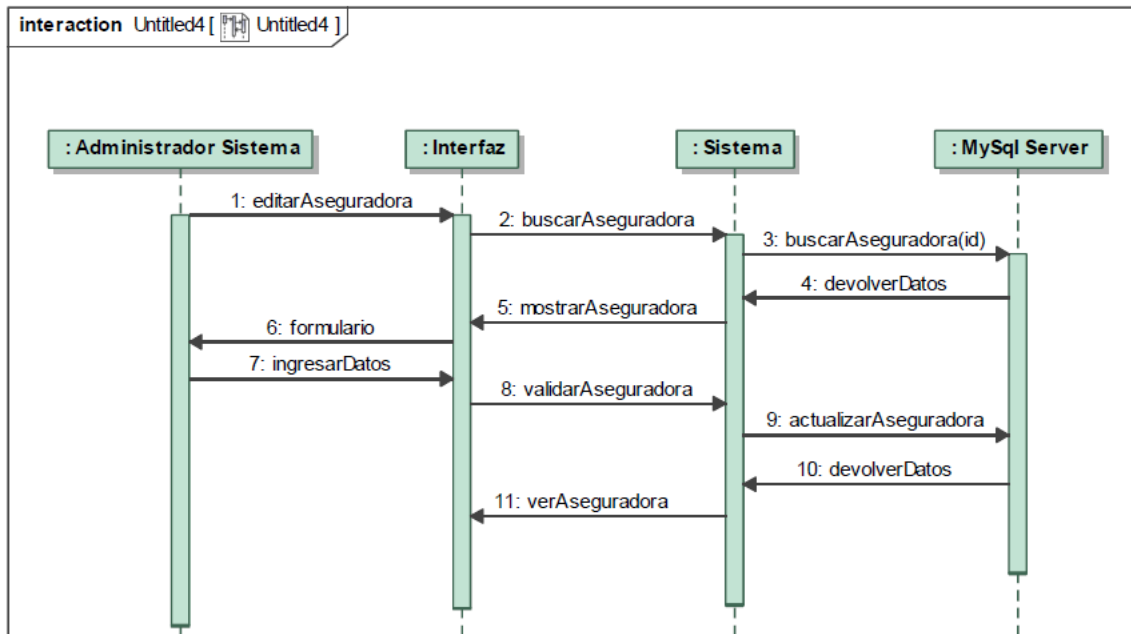 interaction Untitled4 [ Untitled4 ]
: Administrador Sistema
: Interfaz
: Sistema
: MySql Server
1: editarAseguradora
2: buscarAseguradora
3: buscarAseguradora(id)
4: devolverDatos
5: mostrarAseguradora
6: formulario
7: ingresarDatos
8: validarAseguradora
9: actualizarAseguradora
10: devolverDatos
11: verAseguradora